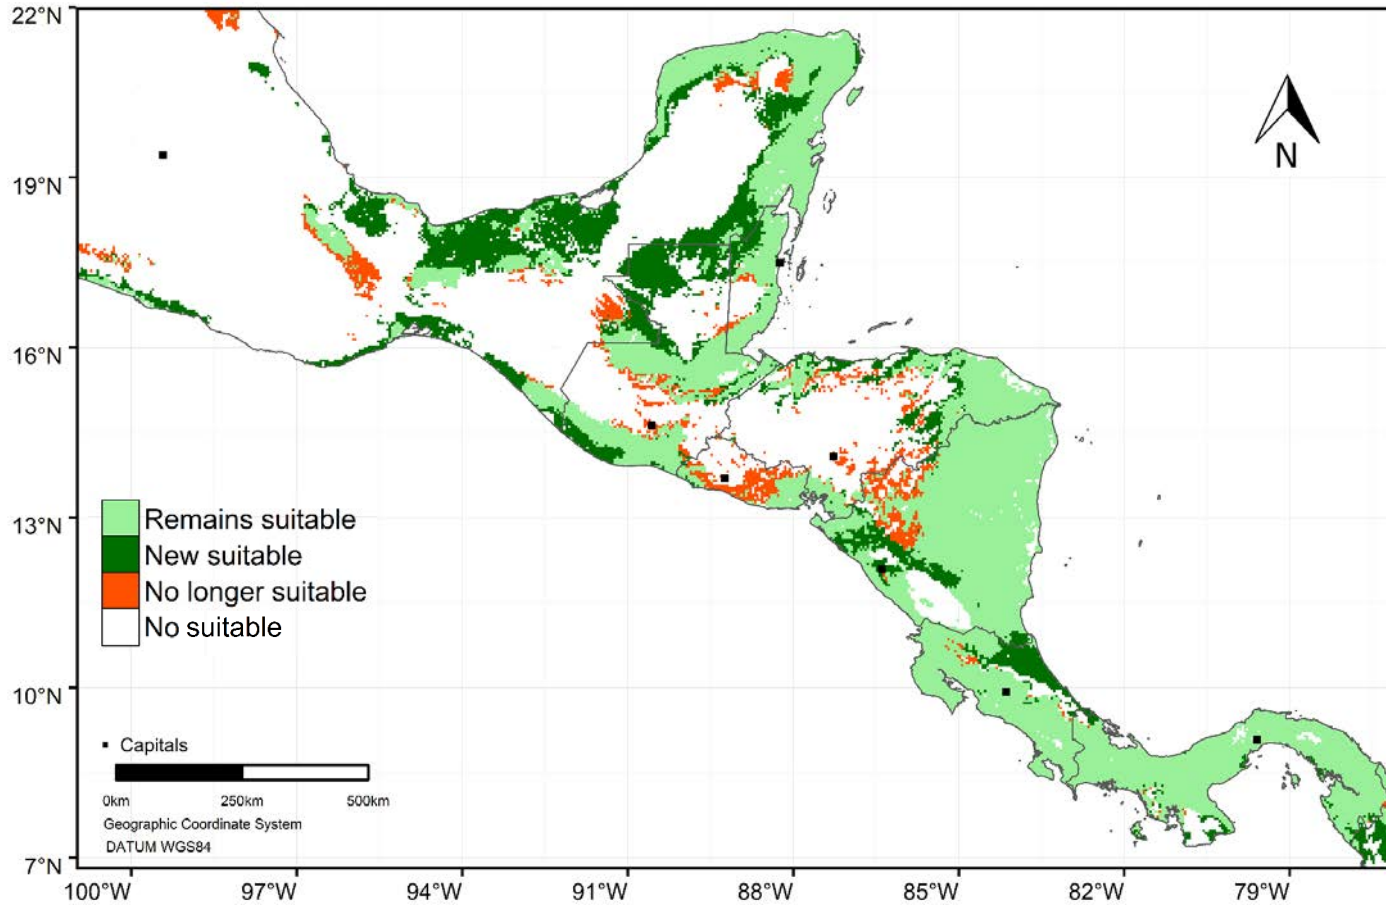 22°N
19°N
16°N
13°N
10°N
7°N
N
Remains suitable
New suitable
No longer suitable
No suitable
Capitals
0km 250km 500km
Geographic Coordinate System
DATUM WGS84
100°W 97°W 94°W 91°W 88°W 85°W 82°W 79°W